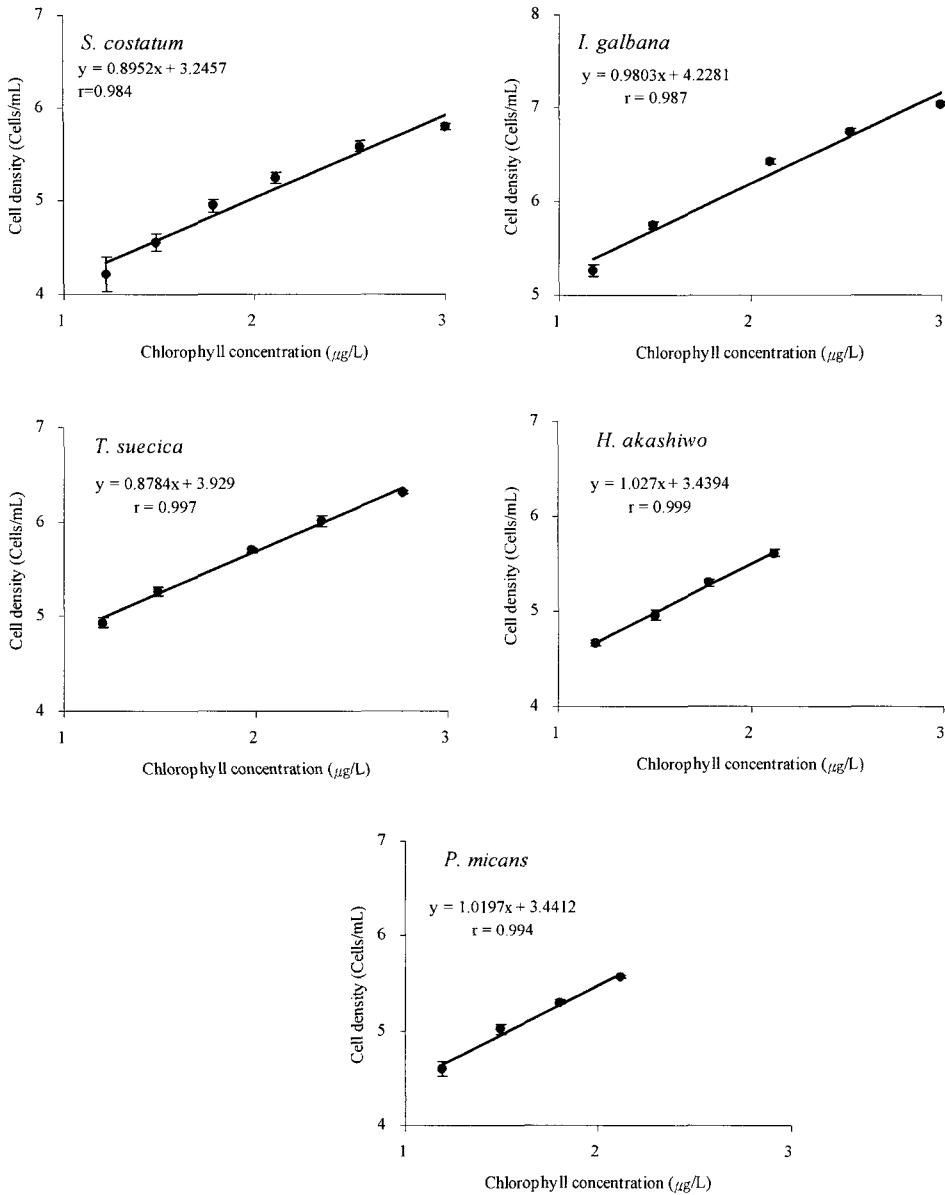 S. costatum
y = 0.8952x + 3.2457
r=0.984
Cell density (Cells/mL)
7
6
5
4
1
2
3
Chlorophyll concentration (μg/L)
I. galbana
y = 0.9803x + 4.2281
r = 0.987
Cell density (Cells/mL)
8
7
6
5
1
2
3
Chlorophyll concentration (μg/L)
T. suecica
y = 0.8784x + 3.929
r = 0.997
Cell density (Cells/mL)
7
6
5
4
1
2
3
Chlorophyll concentration (μg/L)
H. akashiwo
y = 1.027x + 3.4394
r = 0.999
Cell density (Cells/mL)
7
6
5
4
1
2
3
Chlorophyll concentration (μg/L)
P. micans
y = 1.0197x + 3.4412
r = 0.994
Cell density (Cells/mL)
7
6
5
4
1
2
3
Chlorophyll concentration (μg/L)